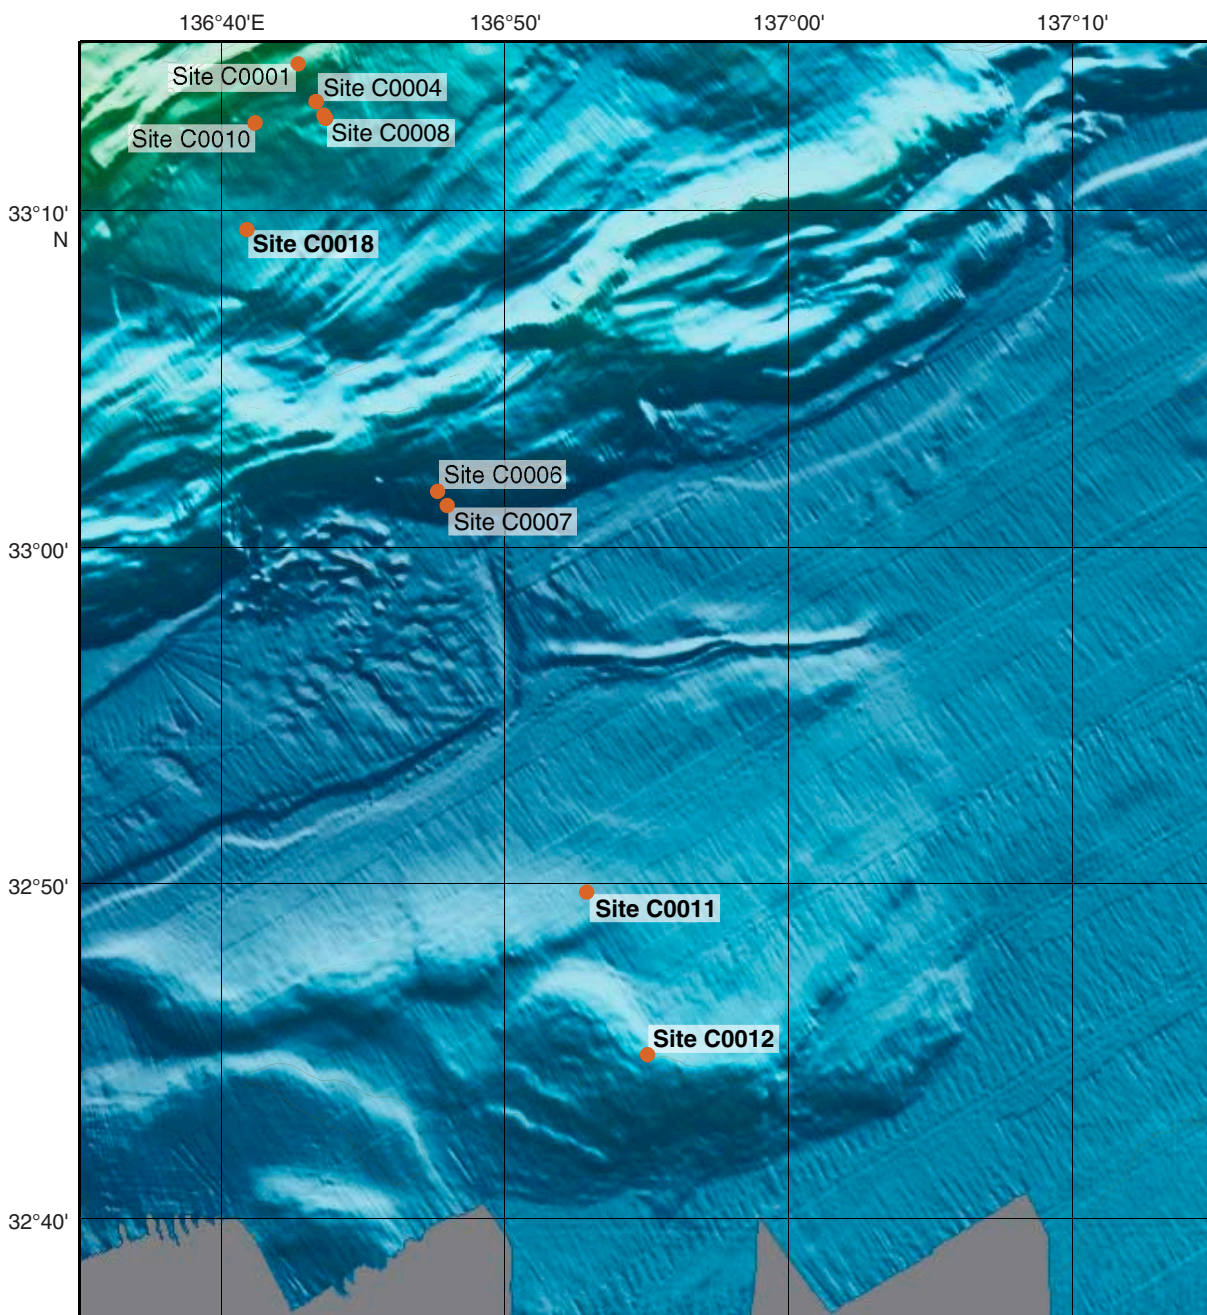 136°40'E
136°50'
137°00'
137°10'
Site C0001
Site C0004
Site C0010
Site C0008
33°10'
N
Site C0018
Site C0006
Site C0007
33°00'
32°50'
Site C0011
Site C0012
32°40'